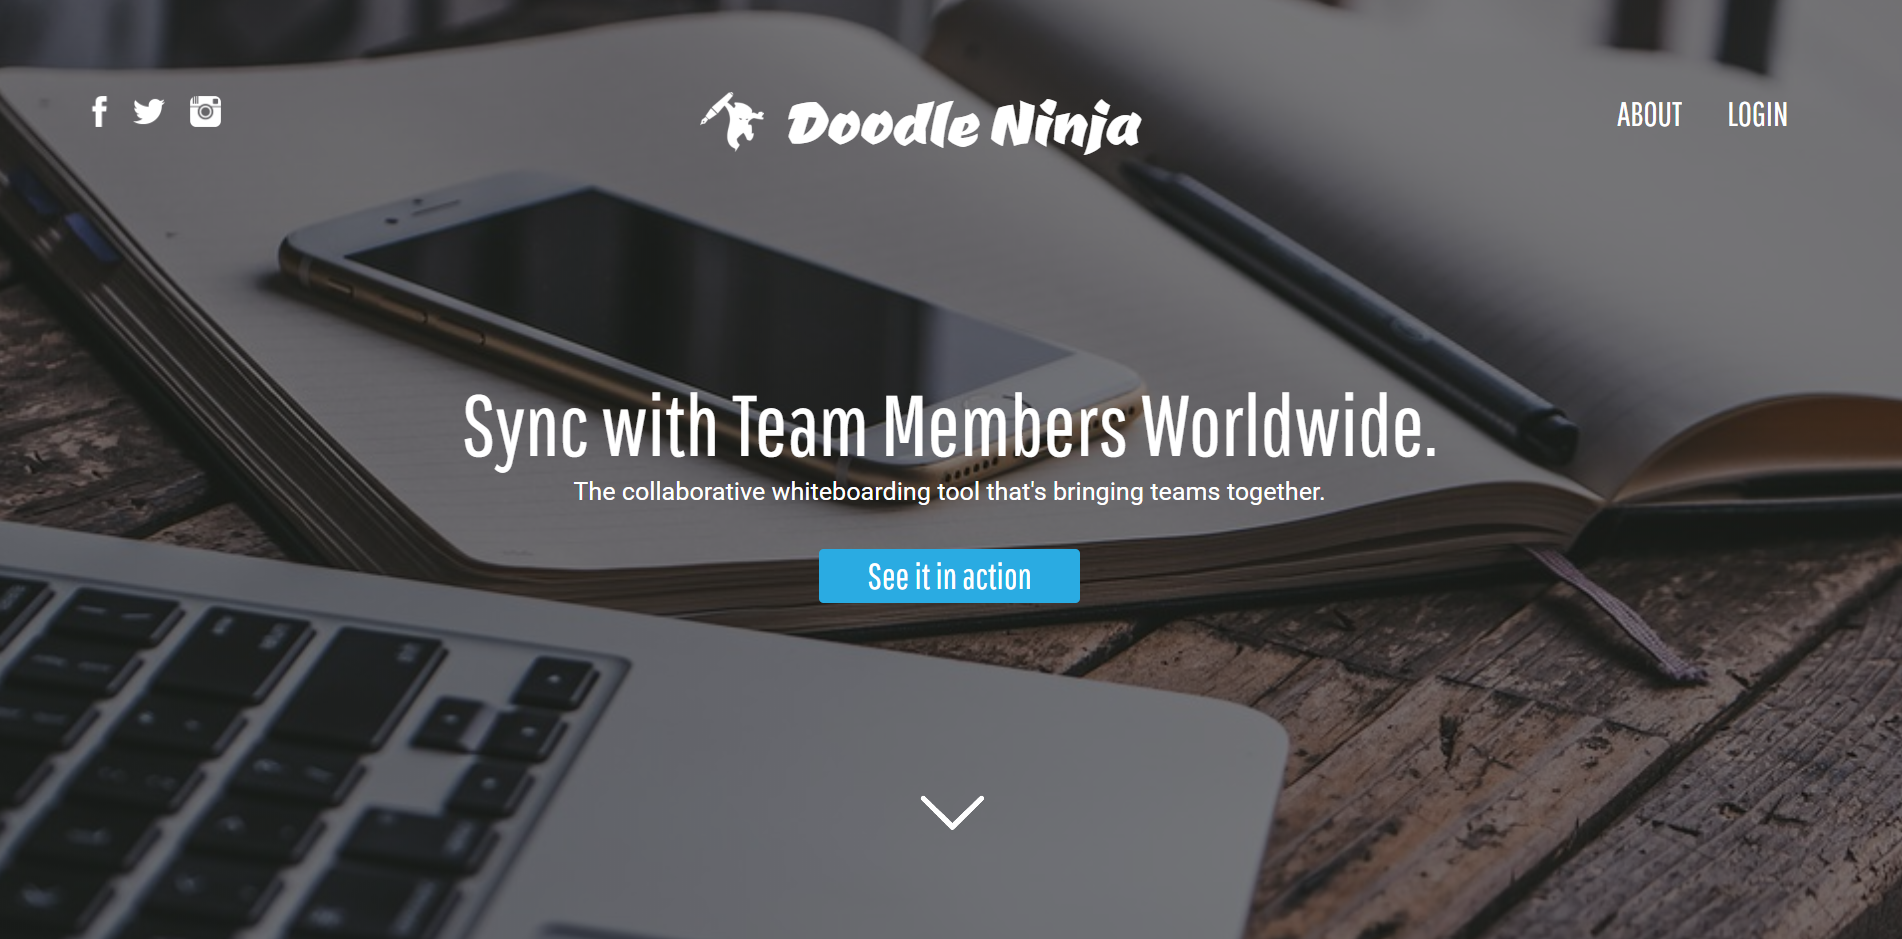 Doodle Ninja
ABOUT LOGIN
Sync with Team Members Worldwide.
The collaborative whiteboarding tool that's bringing teams together.
See it in action